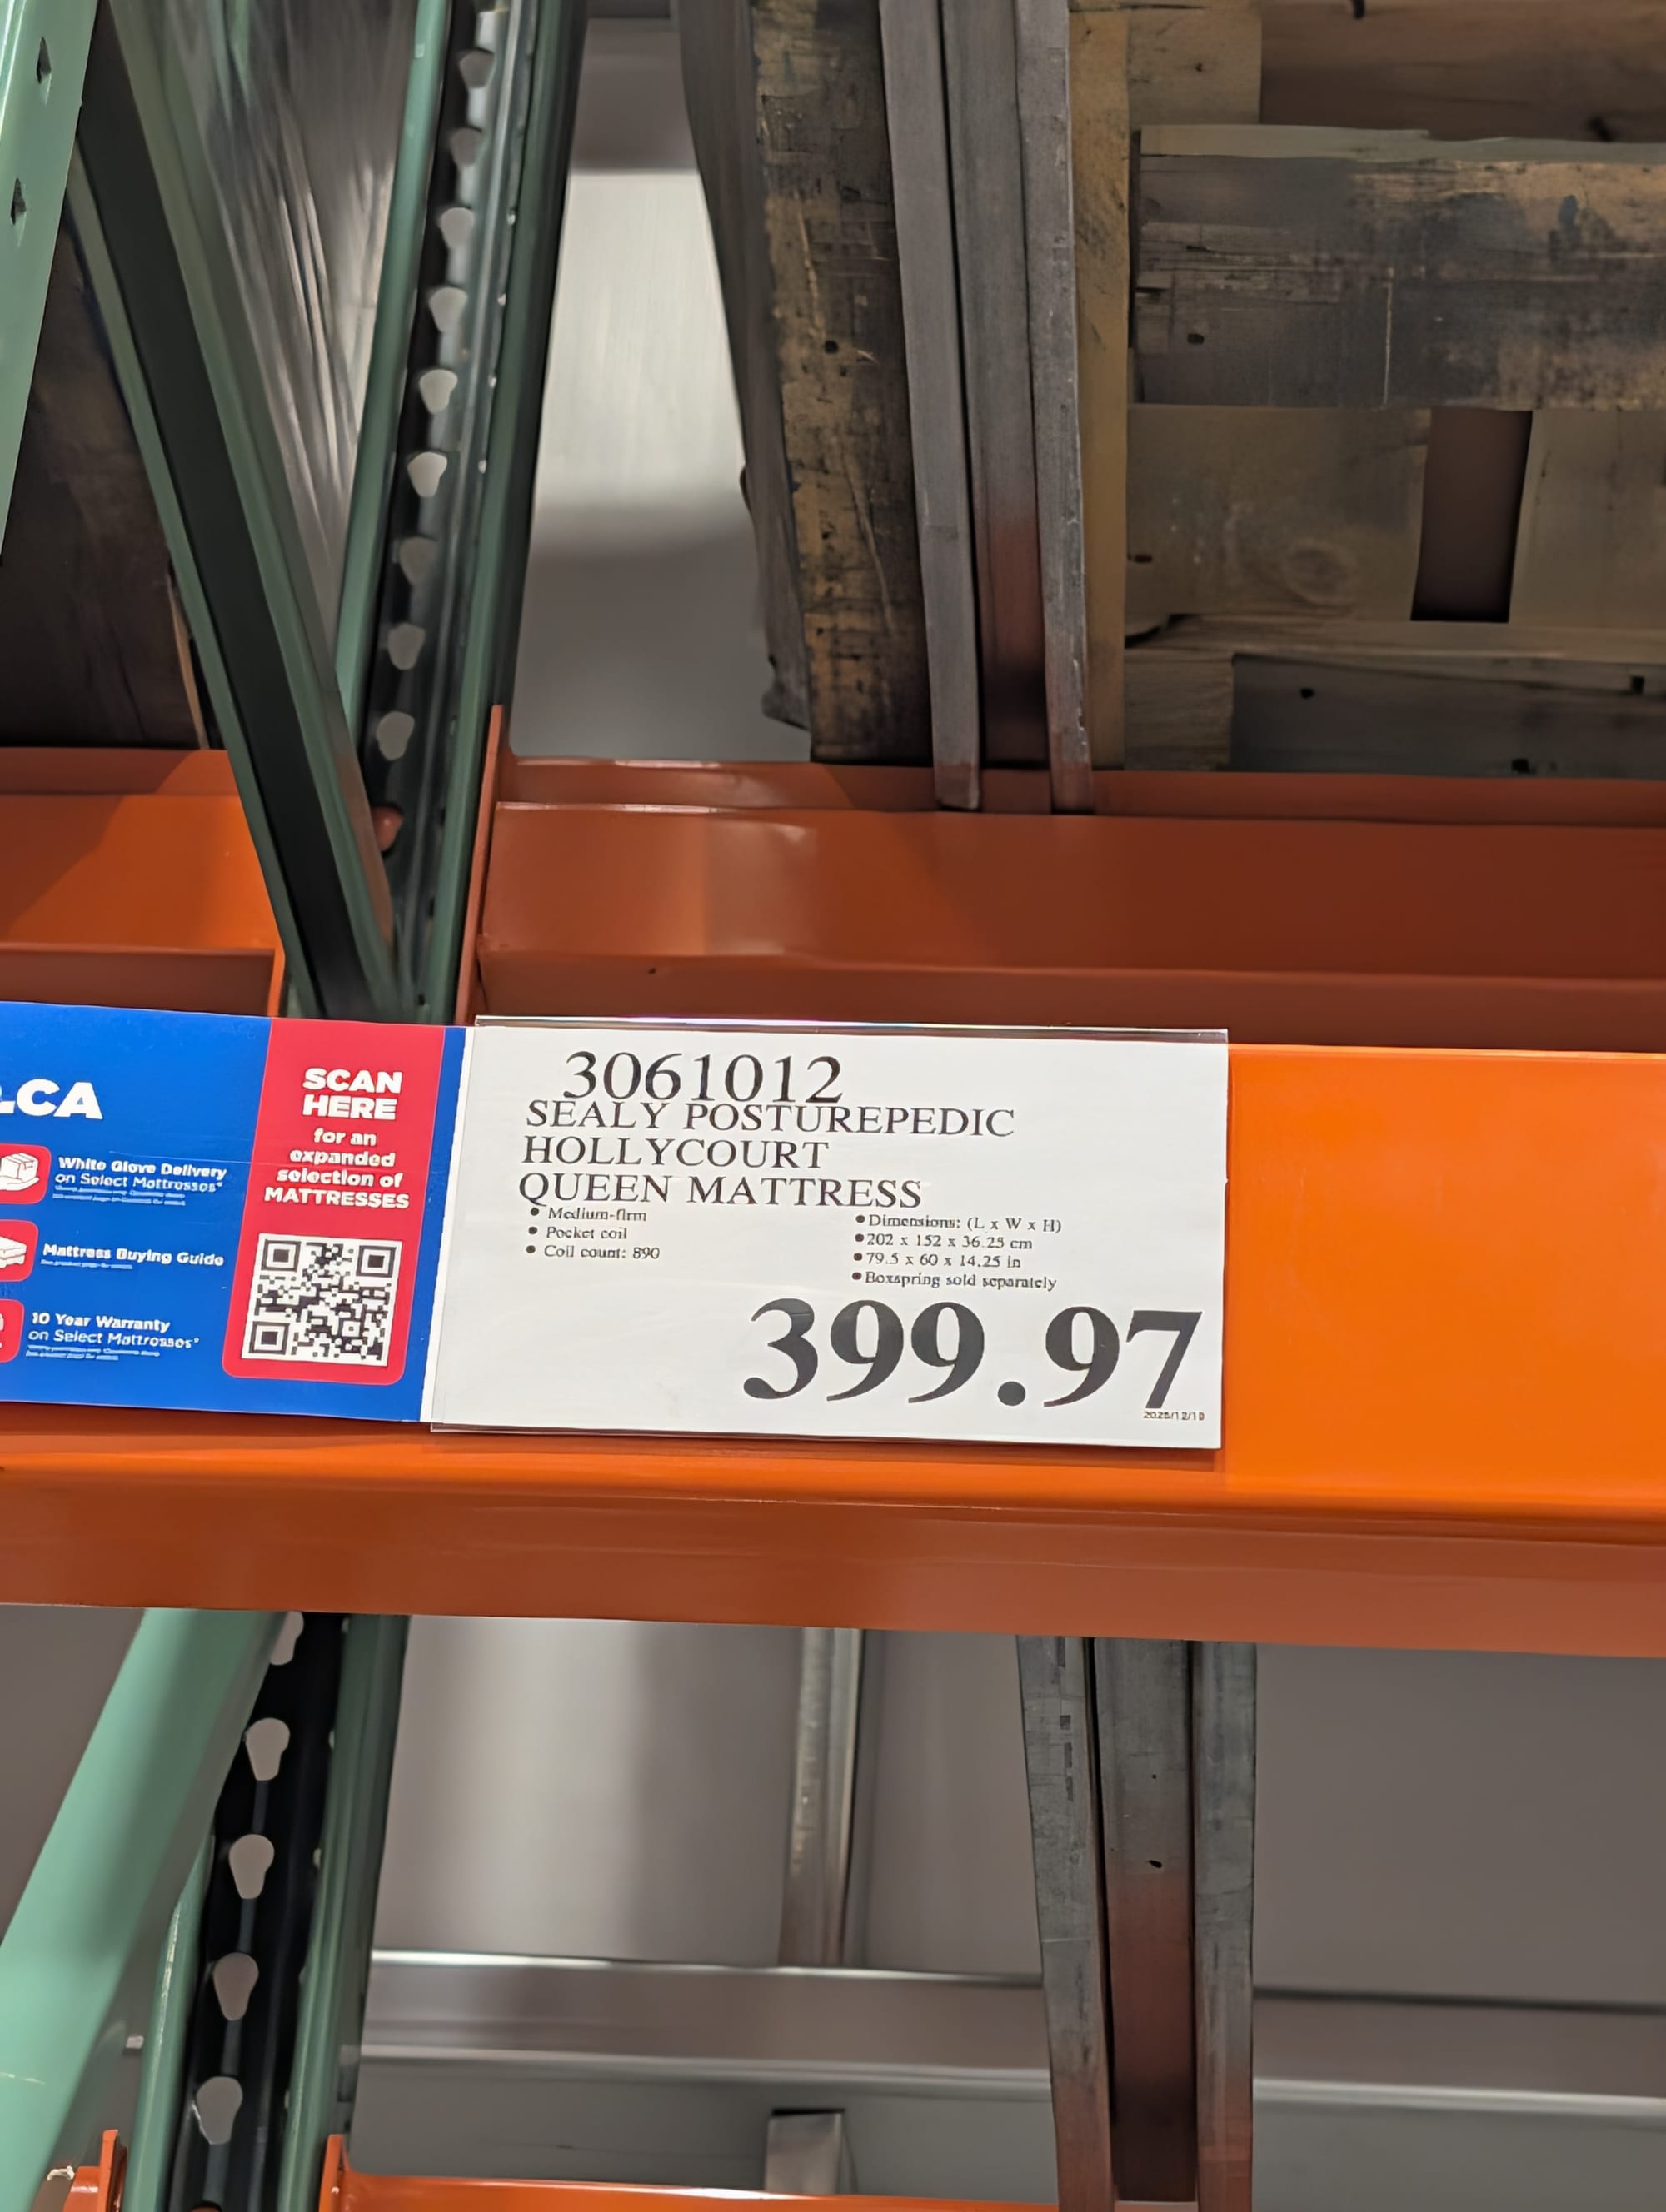 .CA
White Glove Delivery
on Select Mattresses*
Mattress Buying Guide
10 Year Warranty
on Select Mattresses*
SCAN
HERE
for an
expanded
selection of
MATTRESSES
3061012
SEALY POSTUREPEDIC
HOLLYCOURT
QUEEN MATTRESS
• Medium-firm
• Pocket coil
• Coil count: 890
• Dimensions: (L x W x H)
• 202 x 152 x 36.25 cm
• 79.5 x 60 x 14.25 in
• Boxspring sold separately
399.97